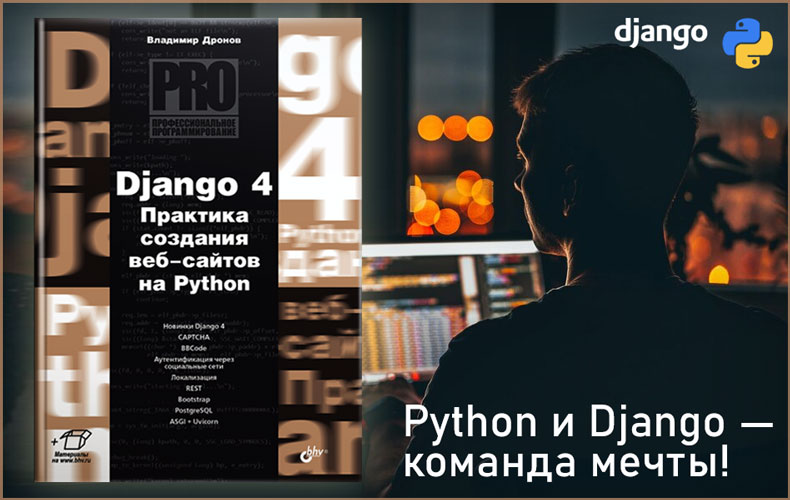 Владимир Дронов
PRO
ПРОФЕССИОНАЛЬНОЕ
ПРОГРАММИРОВАНИЕ
Django 4
Практика
создания
веб-сайтов
на Python
Новинки Django 4
CAPTCHA
BBCode
Аутентификация через
социальные сети
Локализация
REST
Bootstrap
PostgreSQL
ASGI + Uvicorn
+
Материалы
на www.bhv.ru
bhv®
django
Python и Django —
команда мечты!